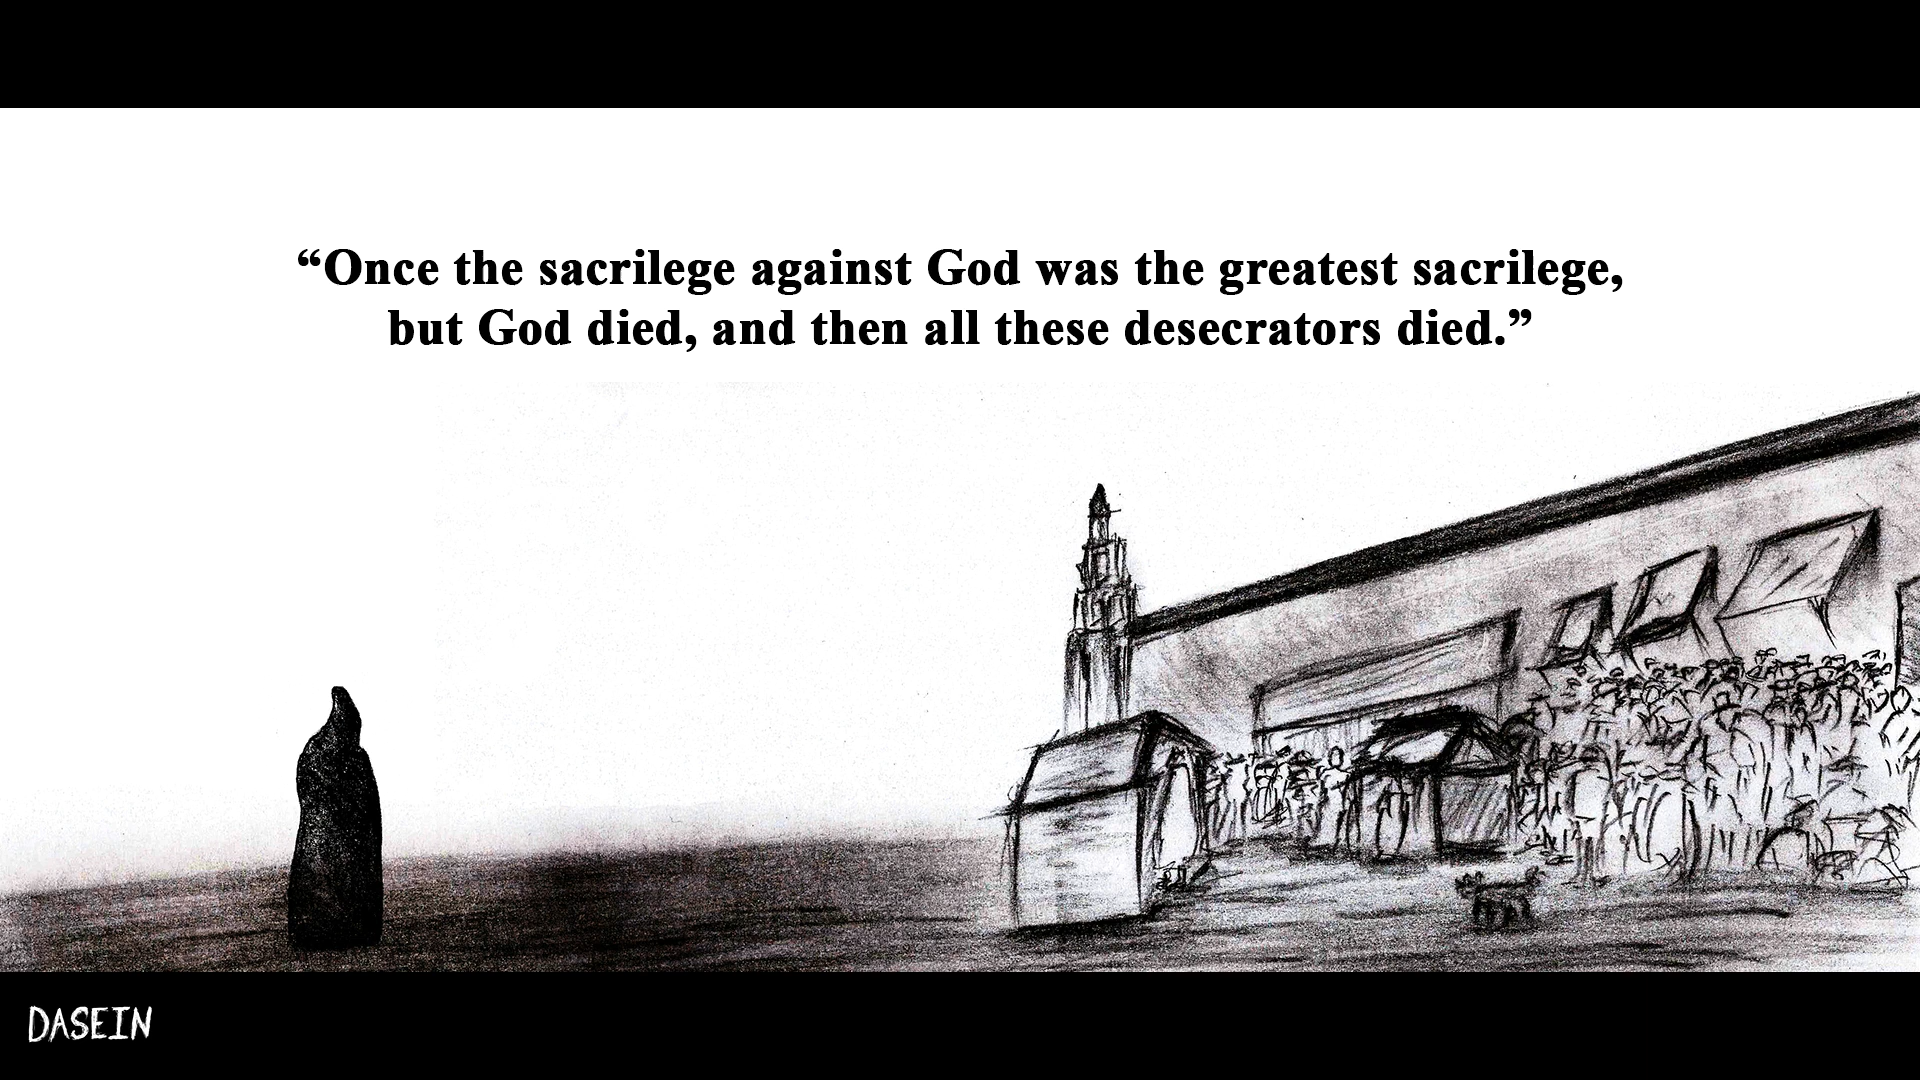 “Once the sacrilege against God was the greatest sacrilege,
but God died, and then all these desecrators died.”
DASEIN